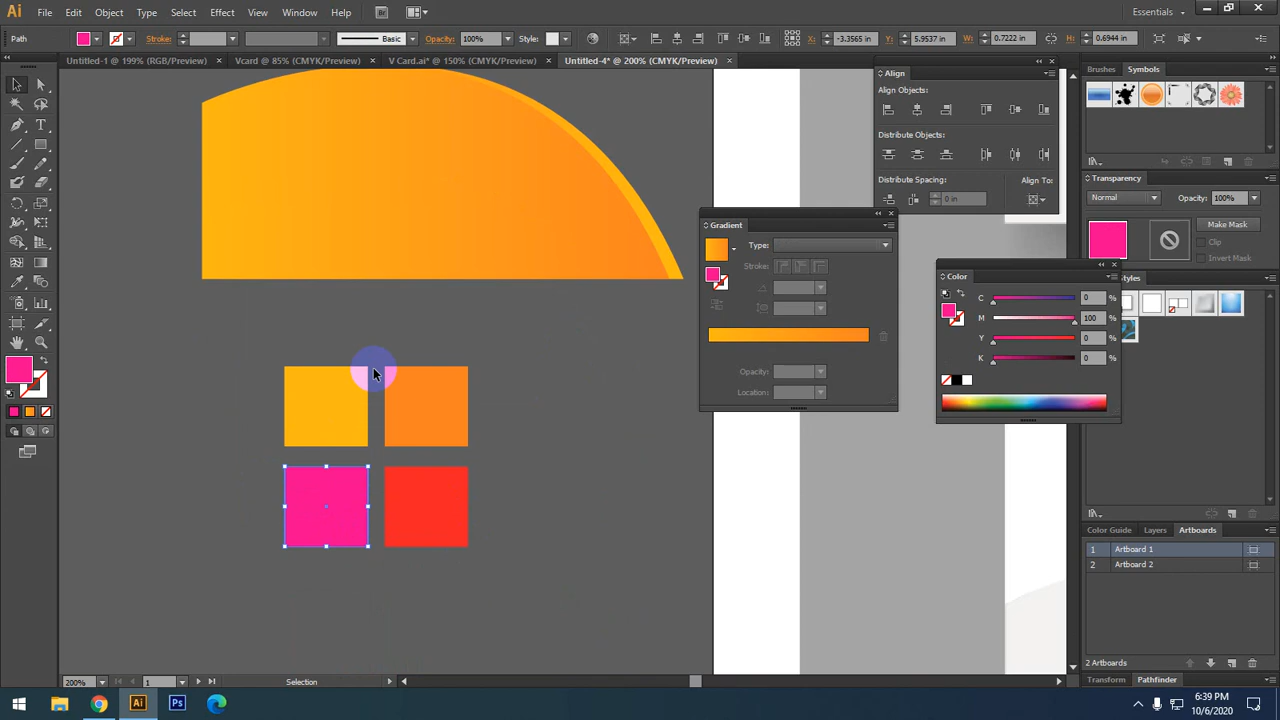 Ai File Edit Object Type Select Effect View Window Help Br Essentials
Path Stroke: Basic Opacity: 100% Style: X: -3.3565 in Y: 5.9537 in W: 0.7222 in H: 0.6944 in
Untitled-1 @ 199% (RGB/Preview) × Vcard @ 85% (CMYK/Preview) × V Card.ai* @ 150% (CMYK/Preview) × Untitled-4* @ 200% (CMYK/Preview) ×
Align
Align Objects:
Distribute Objects:
Distribute Spacing: Align To:
0 in
Brushes Symbols
Transparency
Normal Opacity: 100%
Make Mask
Clip
Invert Mask
Gradient
Type:
Stroke:
Opacity:
Location:
Color
C 0 %
M 100 %
Y 0 %
K 0 %
Styles
Color Guide Layers Artboards
1 Artboard 1
2 Artboard 2
2 Artboards
Transform Pathfinder
200% 1 Selection
Ai Ps
6:39 PM
10/6/2020